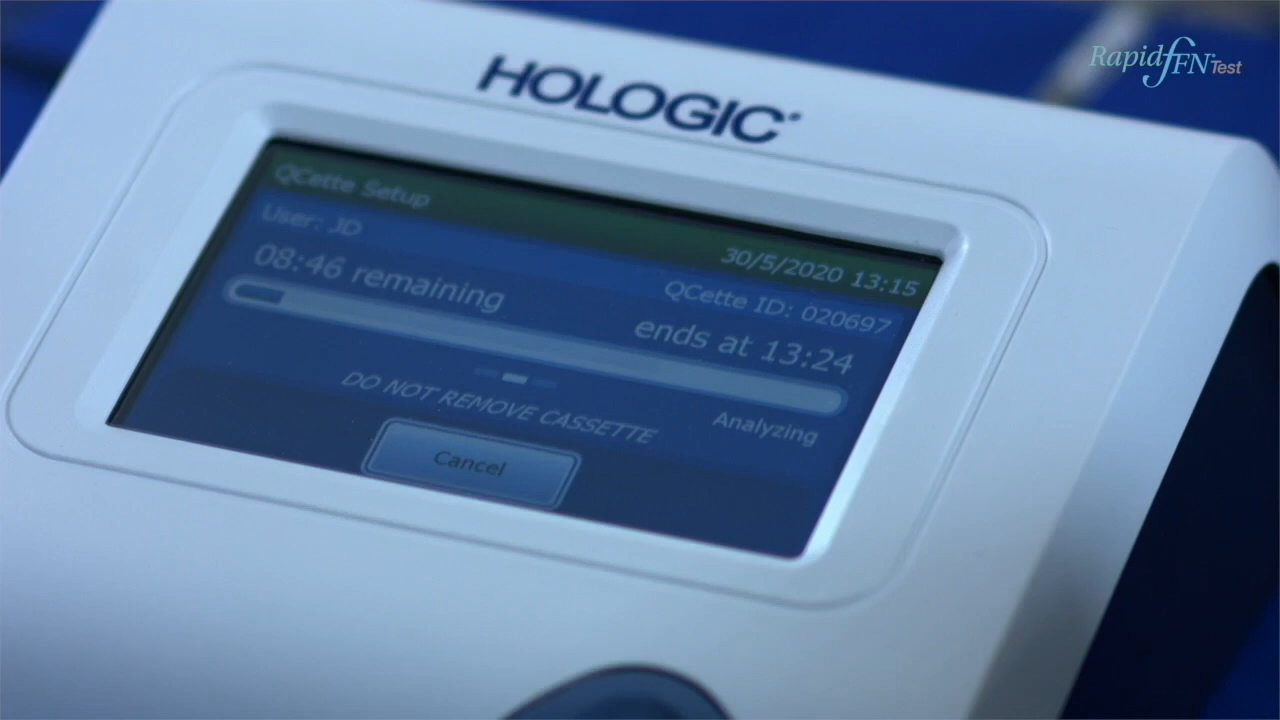 Rapid fFN® Test
HOLOGIC®
QCette Setup
30/5/2020 13:15
User: JD
QCette ID: 020697
08:46 remaining
ends at 13:24
Analyzing
DO NOT REMOVE CASSETTE
Cancel